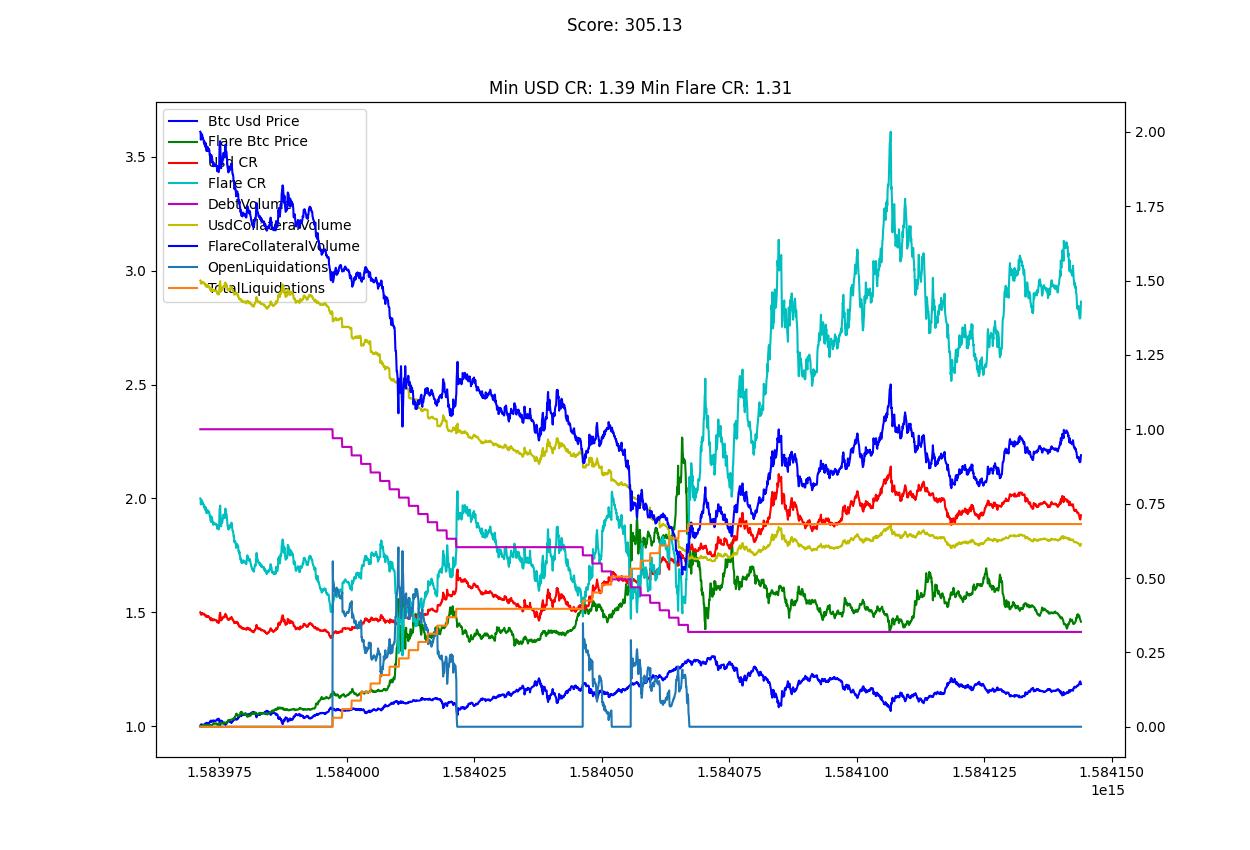 Score: 305.13
Min USD CR: 1.39 Min Flare CR: 1.31
Btc Usd Price
Flare Btc Price
Usd CR
Flare CR
DebtVolume
UsdCollateralVolume
FlareCollateralVolume
OpenLiquidations
TotalLiquidations
3.5
3.0
2.5
2.0
1.5
1.0
2.00
1.75
1.50
1.25
1.00
0.75
0.50
0.25
0.00
1.583975
1.584000
1.584025
1.584050
1.584075
1.584100
1.584125
1.584150
1e15